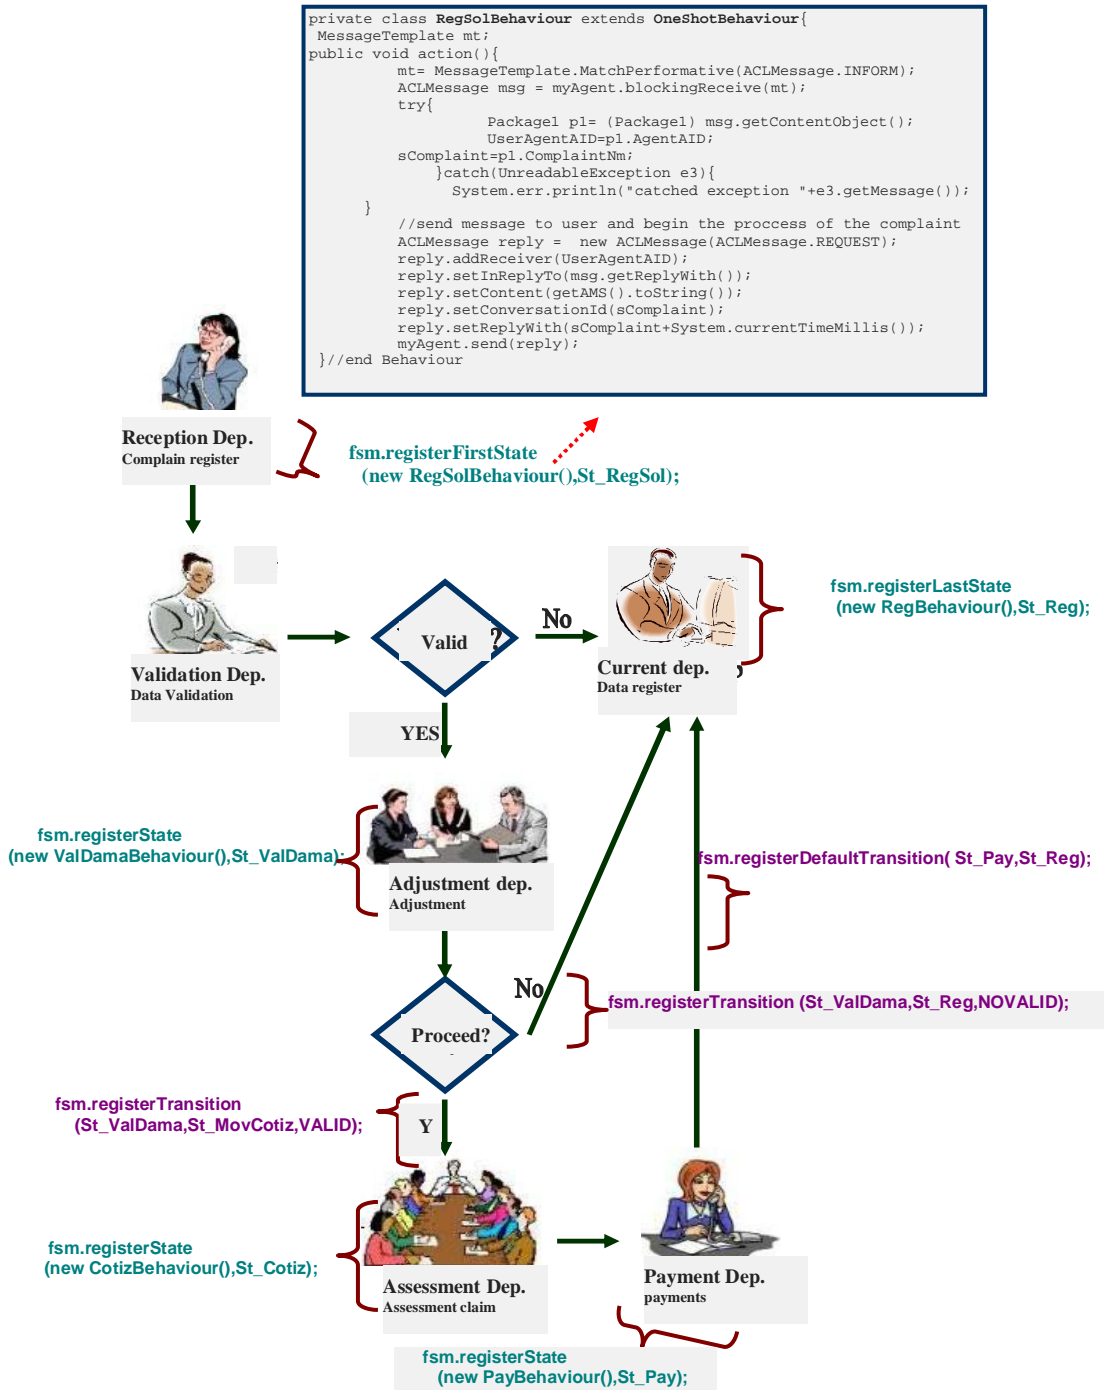 private class RegSolBehaviour extends OneShotBehaviour{
MessageTemplate mt;
public void action(){
mt= MessageTemplate.MatchPerformative(ACLMessage.INFORM);
ACLMessage msg = myAgent.blockingReceive(mt);
try{
Package1 p1= (Package1) msg.getContentObject();
UserAgentAID=p1.AgentAID;
sComplaint=p1.ComplaintNm;
}catch(UnreadableException e3){
System.err.println("catched exception "+e3.getMessage());
}
//send message to user and begin the proccess of the complaint
ACLMessage reply =  new ACLMessage(ACLMessage.REQUEST);
reply.addReceiver(UserAgentAID);
reply.setInReplyTo(msg.getReplyWith());
reply.setContent(getAMS().toString());
reply.setConversationId(sComplaint);
reply.setReplyWith(sComplaint+System.currentTimeMillis());
myAgent.send(reply);
}//end Behaviour
Reception Dep.
Complain register
fsm.registerFirstState
(new RegSolBehaviour(),St_RegSol);
Validation Dep.
Data Validation
Valid ?
No
Current dep.
Data register
fsm.registerLastState
(new RegBehaviour(),St_Reg);
YES
fsm.registerState
(new ValDamaBehaviour(),St_ValDama);
Adjustment dep.
Adjustment
fsm.registerDefaultTransition( St_Pay,St_Reg);
Proceed?
No
fsm.registerTransition (St_ValDama,St_Reg,NOVALID);
fsm.registerTransition
(St_ValDama,St_MovCotiz,VALID);
Y
fsm.registerState
(new CotizBehaviour(),St_Cotiz);
Assessment Dep.
Assessment claim
Payment Dep.
payments
fsm.registerState
(new PayBehaviour(),St_Pay);